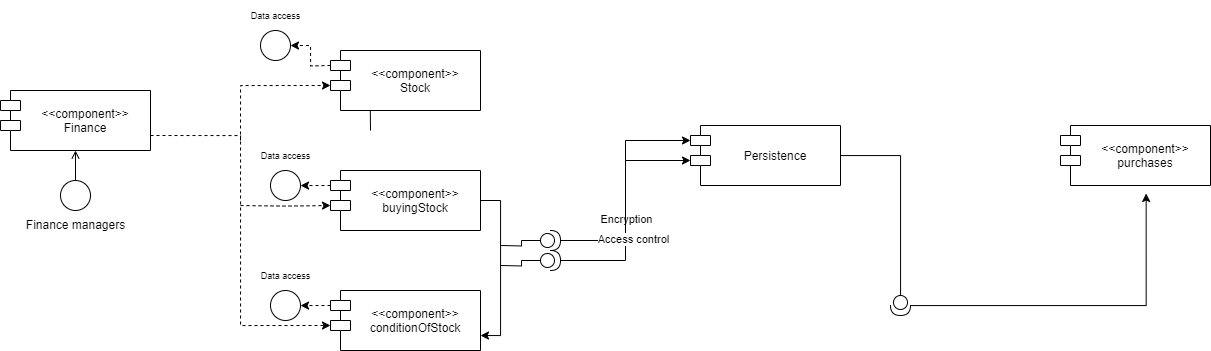 Data access
<<component>>
Stock
<<component>>
Finance
Finance managers
Data access
<<component>>
buyingStock
Data access
<<component>>
conditionOfStock
Encryption
Access control
Persistence
<<component>>
purchases